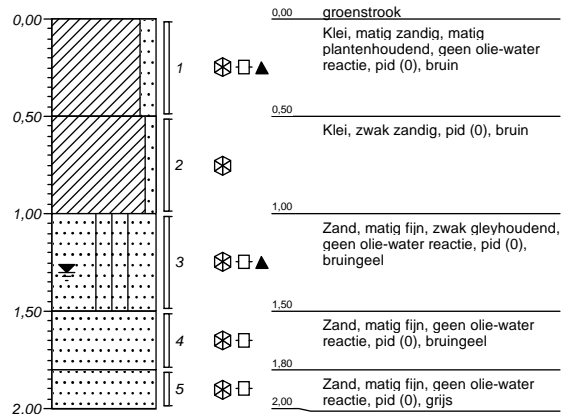 0,00
0,50
1,00
1,50
2.00
1
2
3
4
5
0,00
groenstrook
Klei, matig zandig, matig
plantenhoudend, geen olie-water
reactie, pid (0), bruin
0,50
Klei, zwak zandig, pid (0), bruin
1,00
Zand, matig fijn, zwak gleyhoudend,
geen olie-water reactie, pid (0),
bruingeel
1,50
Zand, matig fijn, geen olie-water
reactie, pid (0), bruingeel
1,80
Zand, matig fijn, geen olie-water
reactie, pid (0), grijs
2,00